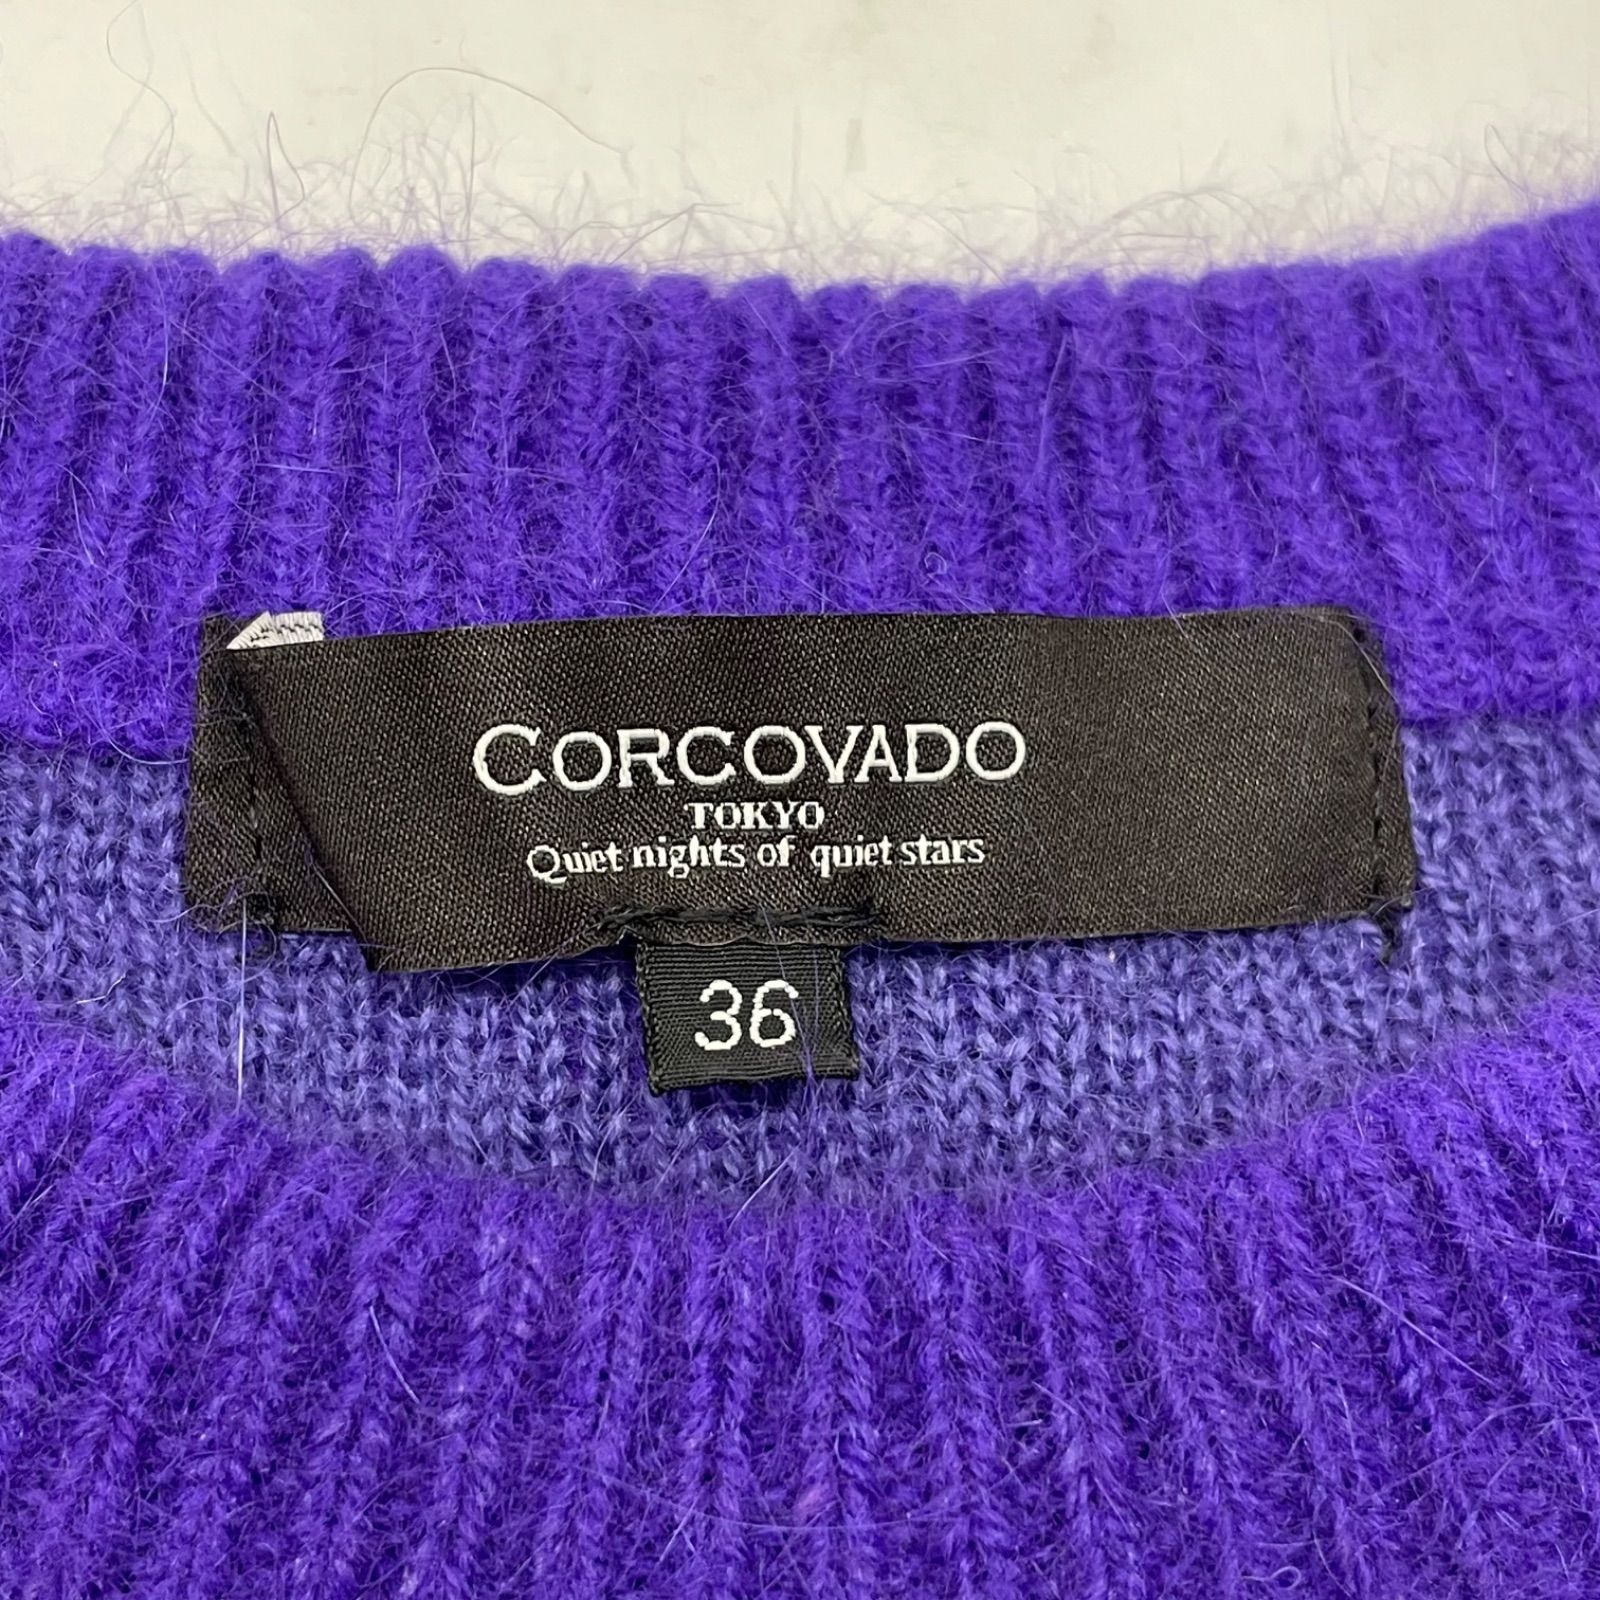 CORCOVADO
TOKYO
Quiet nights of quiet stars
36